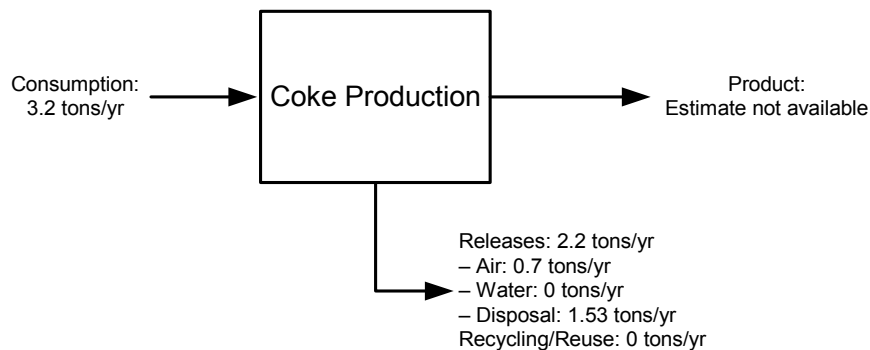 Consumption:
3.2 tons/yr
Coke Production
Product:
Estimate not available
Releases: 2.2 tons/yr
– Air: 0.7 tons/yr
– Water: 0 tons/yr
– Disposal: 1.53 tons/yr
Recycling/Reuse: 0 tons/yr